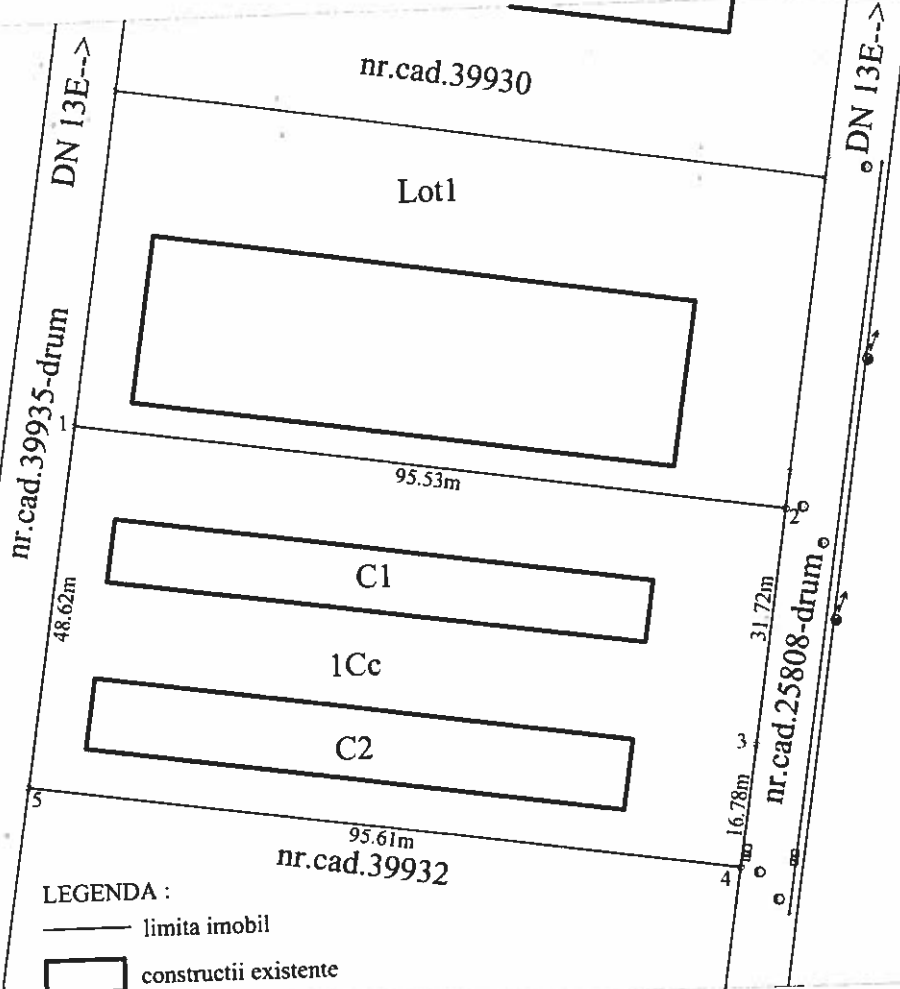 DN 13E-->
DN 13E-->
nr.cad.39930
Lot1
nr.cad.39935-drum
1
95.53m
2
C1
48.62m
31.72m
1Cc
nr.cad.25808-drum
C2
3
16.78m
5
95.61m
4
nr.cad.39932
LEGENDA :
limita imobil
constructii existente